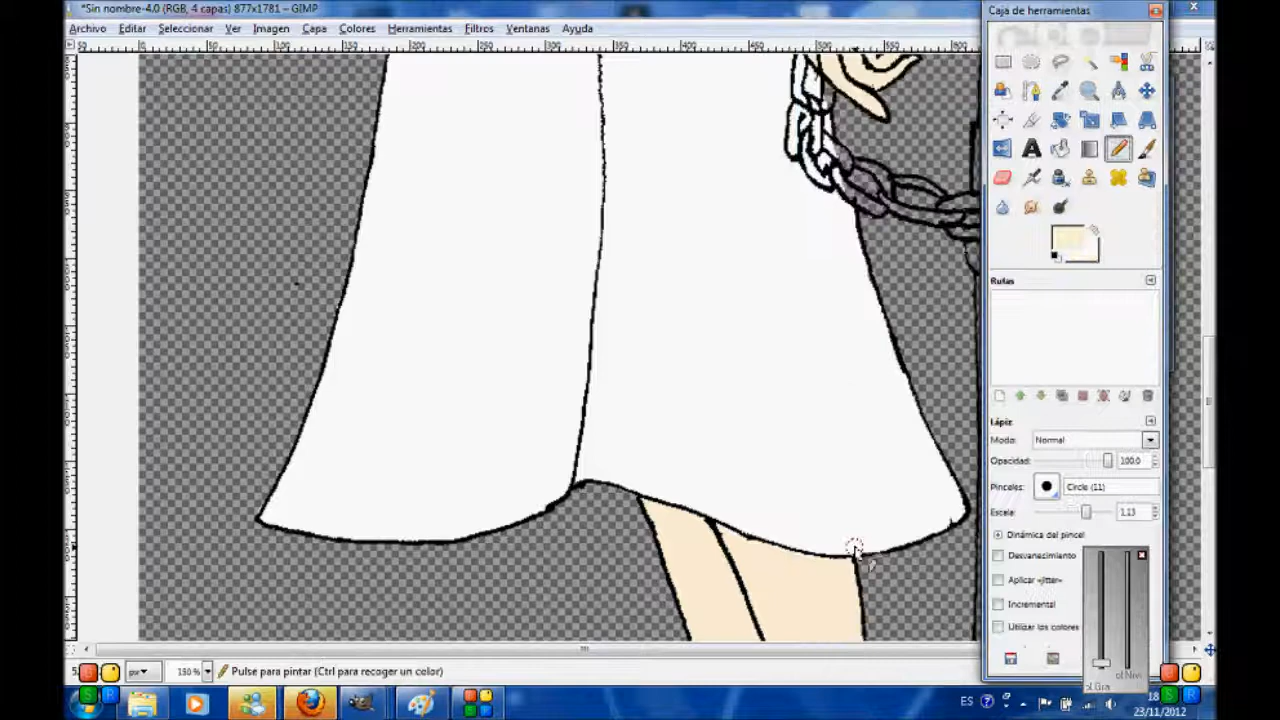 *Sin nombre-4.0 (RGB, 4 capas) 877x1781 – GIMP
Archivo Editar Seleccionar Ver Imagen Capa Colores Herramientas Filtros Ventanas Ayuda
Caja de herramientas
Rutas
Lápiz
Modo: Normal
Opacidad: 100.0
Pinceles: Circle (11)
Escala: 1.13
Dinámica del pincel
Desvanecimiento
Aplicar «jitter»
Incremental
Utilizar los colores
px 150 % Pulse para pintar (Ctrl para recoger un color)
ES
18
23/11/2012